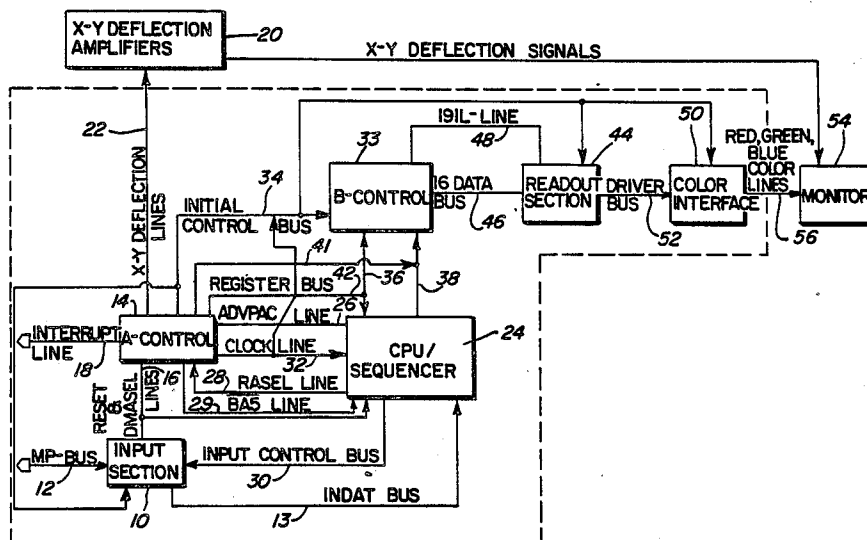 X-Y DEFLECTION
AMPLIFIERS
20
X-Y DEFLECTION SIGNALS
22
X-Y DEFLECTION
LINES
33
191L-LINE
48
44
50
RED, GREEN,
BLUE
COLOR
LINES
54
INITIAL
CONTROL
34
BUS
B-CONTROL
16 DATA
BUS
46
READOUT
SECTION
DRIVER
BUS
52
COLOR
INTERFACE
56
MONITOR
41
REGISTER BUS
42
36
38
14
ADVPAC LINE
26
24
INTERRUPT
LINE
18
A-CONTROL
CLOCK LINE
32
CPU/
SEQUENCER
16
28
RASEL LINE
RESET &
DMASEL
LINES
29
BA5 LINE
MP-BUS
12
INPUT
SECTION
10
INPUT CONTROL BUS
30
INDAT BUS
13